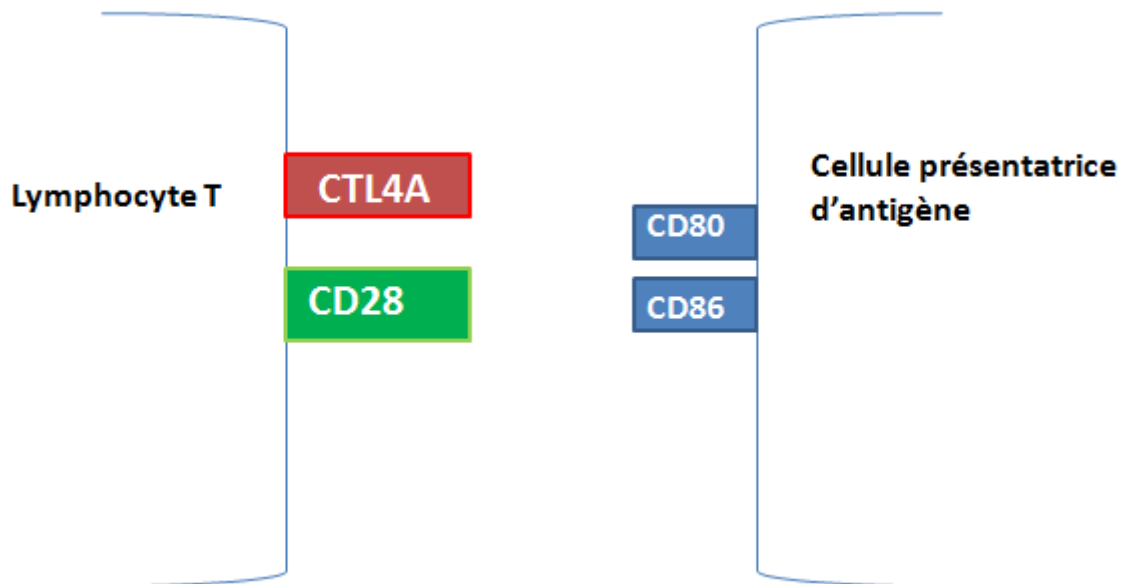 Lymphocyte T
CTL4A
CD28
CD80
CD86
Cellule présentatrice
d'antigène